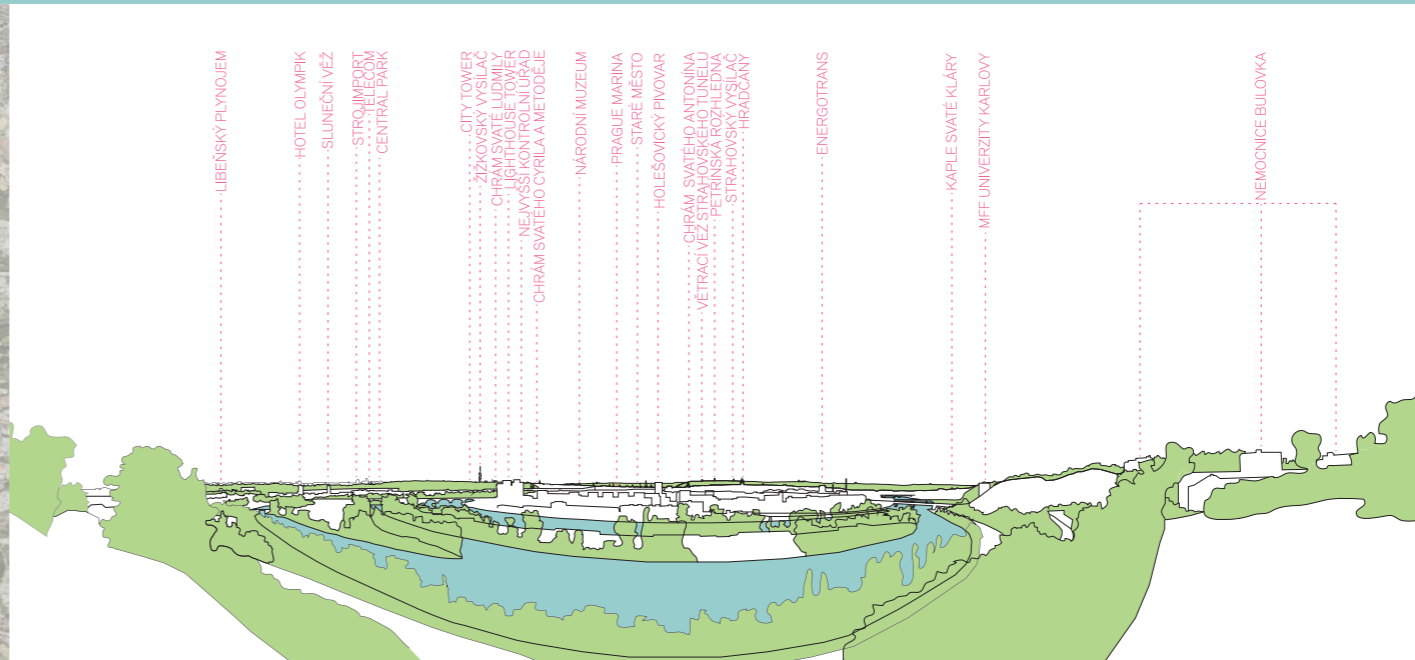 LIBEŇSKÝ PLYNOJEM
HOTEL OLYMPIK
SLUNEČNÍ VĚŽ
STROJIMPORT
TELECOM
CENTRAL PARK
CITY TOWER
ŽIŽKOVSKÝ VYSÍLAČ
CHRÁM SVATÉ LUDMILY
LIGHTHOUSE TOWER
NEJVYŠŠÍ KONTROLNÍ ÚŘAD
CHRÁM SVATÉHO CYRILA A METODĚJE
NÁRODNÍ MUZEUM
PRAGUE MARINA
STARÉ MĚSTO
HOLEŠOVICKÝ PIVOVAR
CHRÁM SVATÉHO ANTONÍNA
VĚTRACÍ VĚŽ STRAHOVSKÉHO TUNELU
PETŘÍNSKÁ ROZHLEDNA
STRAHOVSKÝ VYSÍLAČ
HRADČANY
ENERGOTRANS
KAPLE SVATÉ KLÁRY
MFF UNIVERZITY KARLOVY
NEMOCNICE BULOVKA